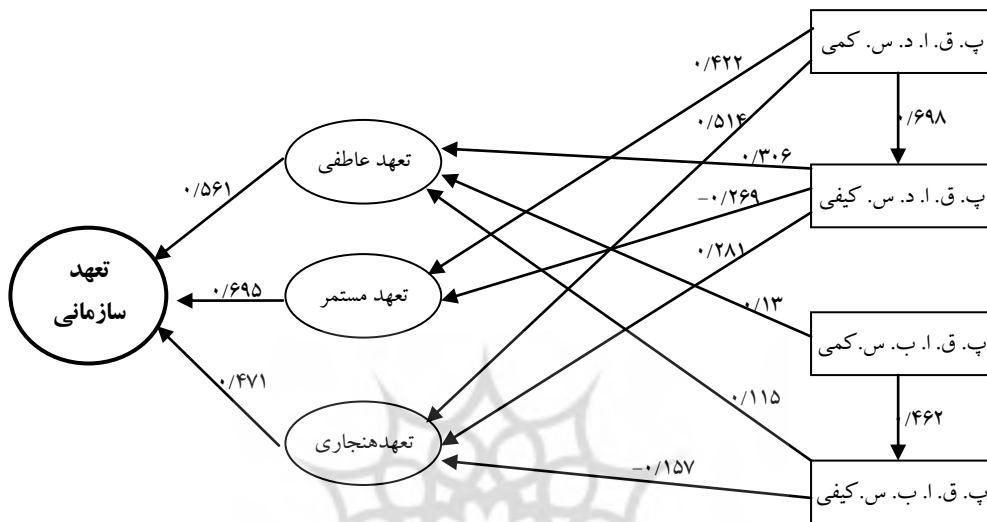 پ. ق. ا. د. س. کمی
۰/۴۲۲
۰/۶۹۸
۰/۵۱۴
تعهد عاطفی
۰/۳۰۶
۰/۵۶۱
پ. ق. ا. د. س. کیفی
-۰/۲۶۹
۰/۲۸۱
تعهد
سازمانی
۰/۶۹۵
تعهد مستمر
۰/۱۳
پ. ق. ا. ب. س.کمی
۰/۴۷۱
۰/۱۱۵
۰/۴۶۲
تعهدهنجاری
-۰/۱۵۷
پ. ق. ا. ب. س.کیفی